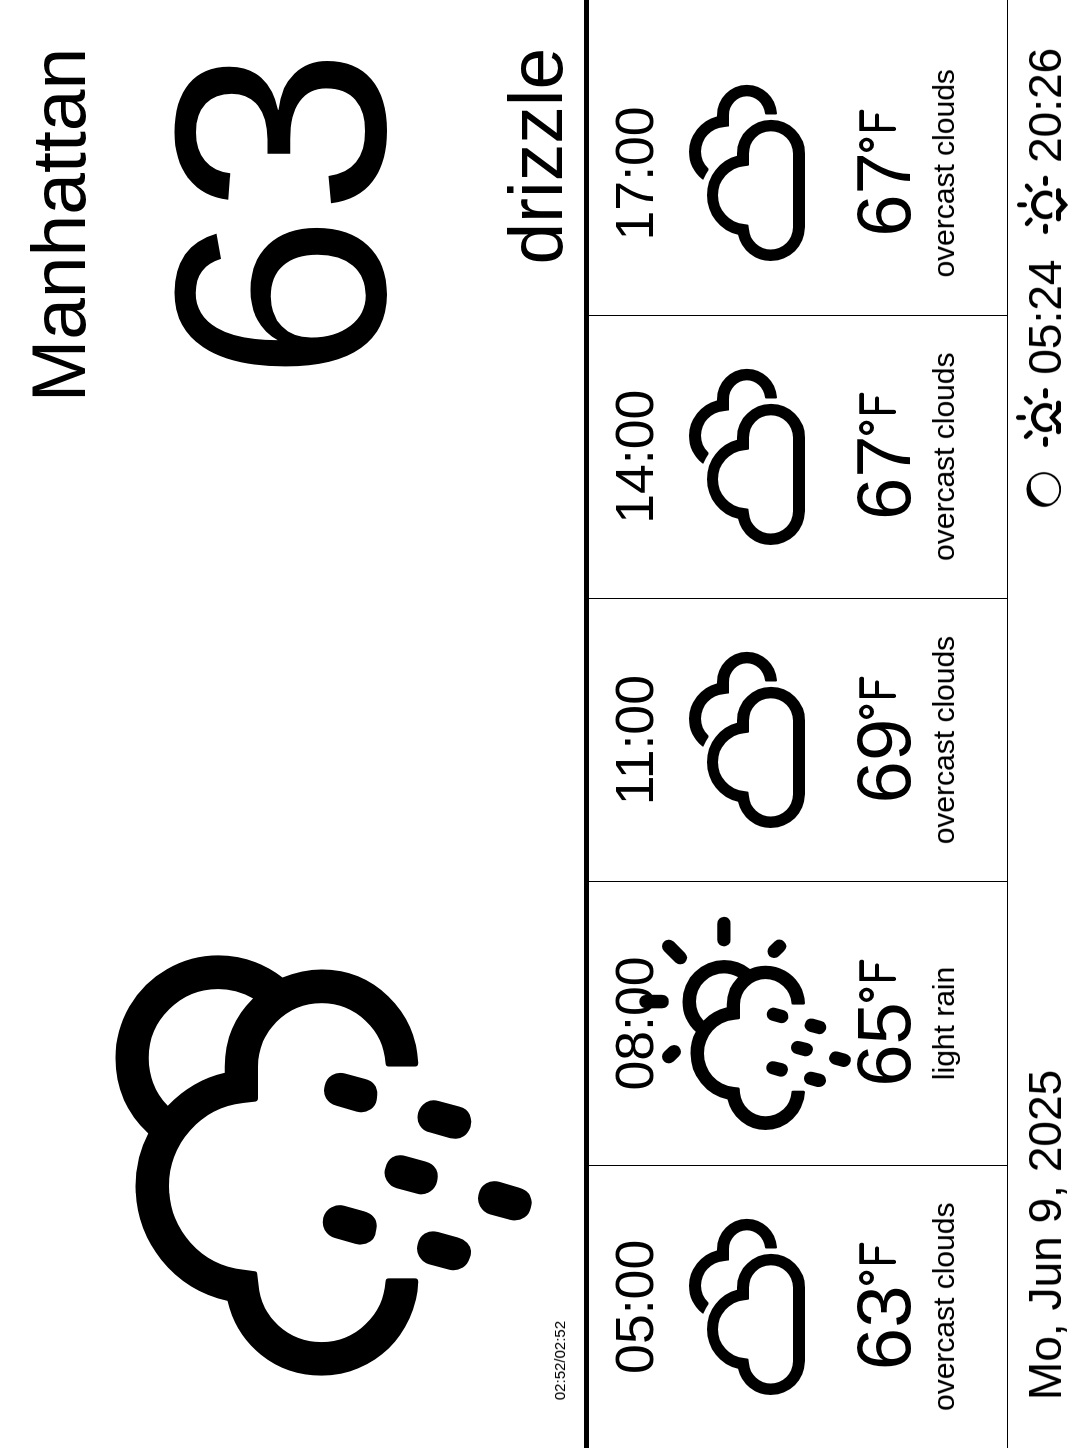 Manhattan
63
drizzle
02:52/02:52
05:00 08:00 11:00 14:00 17:00
63°F 65°F 69°F 67°F 67°F
overcast clouds light rain overcast clouds overcast clouds overcast clouds
Mo, Jun 9, 2025 05:24 20:26